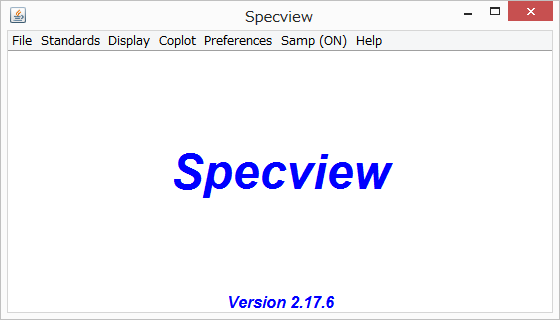 Specview
File Standards Display Coplot Preferences Samp (ON) Help
Specview
Version 2.17.6